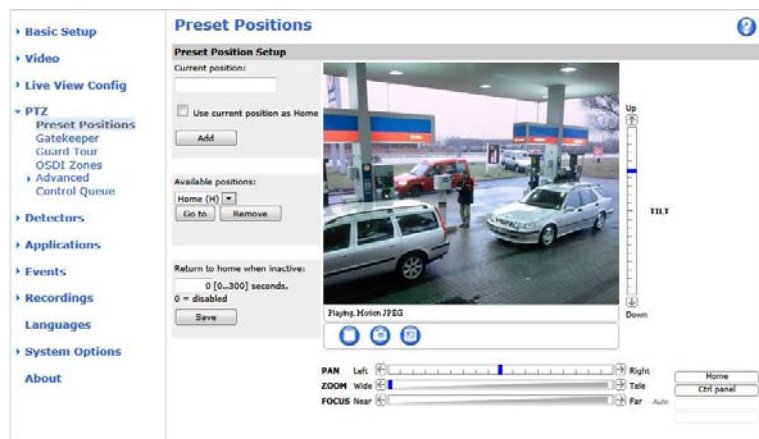 Basic Setup
Video
Live View Config
PTZ
Preset Positions
Gatekeeper
Guard Tour
OSDI Zones
Advanced
Control Queue
Detectors
Applications
Events
Recordings
Languages
System Options
About
Preset Positions
?
Preset Position Setup
Current position:
Use current position as Home
Add
Available positions:
Home (H)
Go to Remove
Return to home when inactive:
0 [0..300] seconds.
0 = disabled
Save
Playing. Motion JPEG
Up
TILT
Down
PAN Left Right
ZOOM Wide Tele
FOCUS Near Far Auto
Home
Ctrl panel